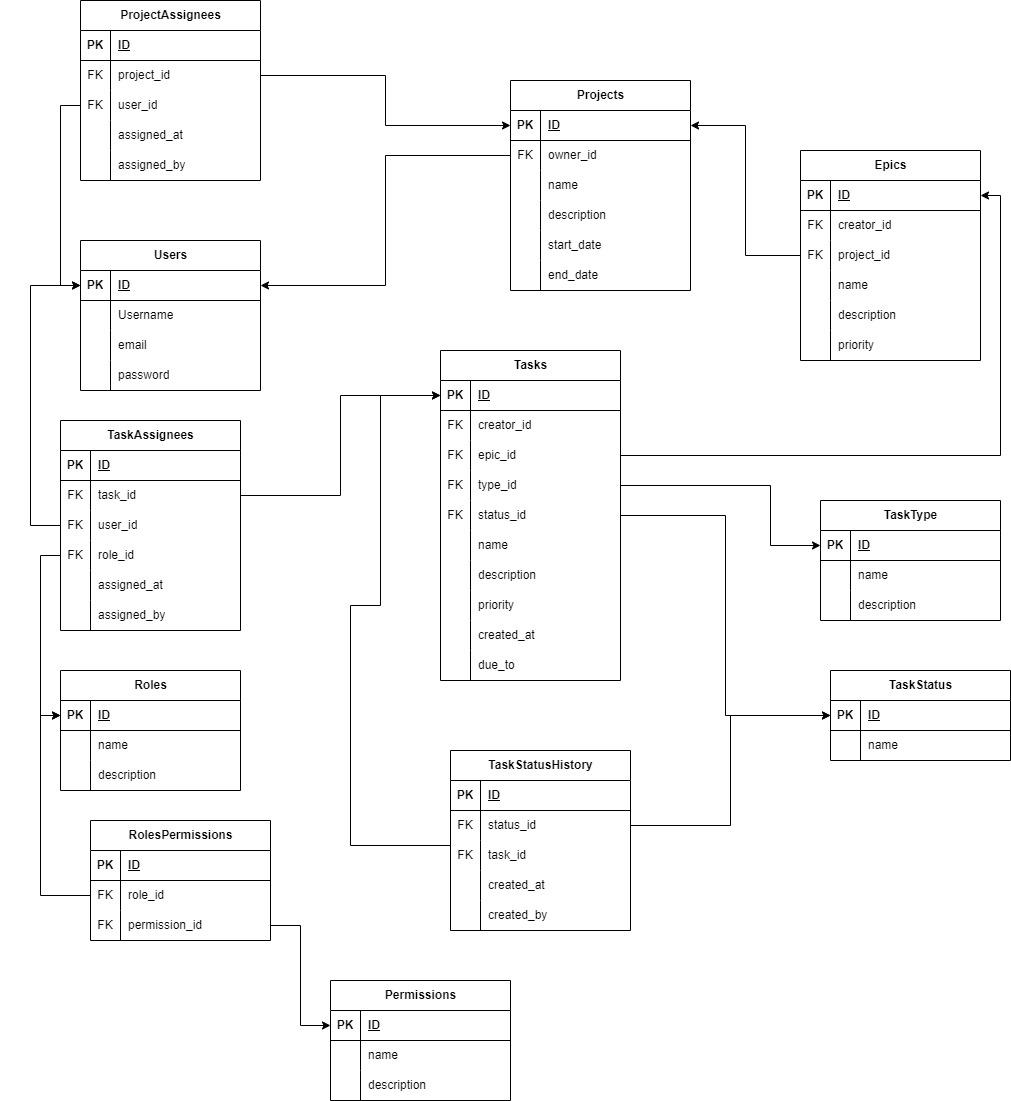 ProjectAssignees
PK ID
FK project_id
FK user_id
assigned_at
assigned_by
Projects
PK ID
FK owner_id
name
description
start_date
end_date
Epics
PK ID
FK creator_id
FK project_id
name
description
priority
Users
PK ID
Username
email
password
Tasks
PK ID
FK creator_id
FK epic_id
FK type_id
FK status_id
name
description
priority
created_at
due_to
TaskAssignees
PK ID
FK task_id
FK user_id
FK role_id
assigned_at
assigned_by
TaskType
PK ID
name
description
Roles
PK ID
name
description
TaskStatus
PK ID
name
TaskStatusHistory
PK ID
FK status_id
FK task_id
created_at
created_by
RolesPermissions
PK ID
FK role_id
FK permission_id
Permissions
PK ID
name
description